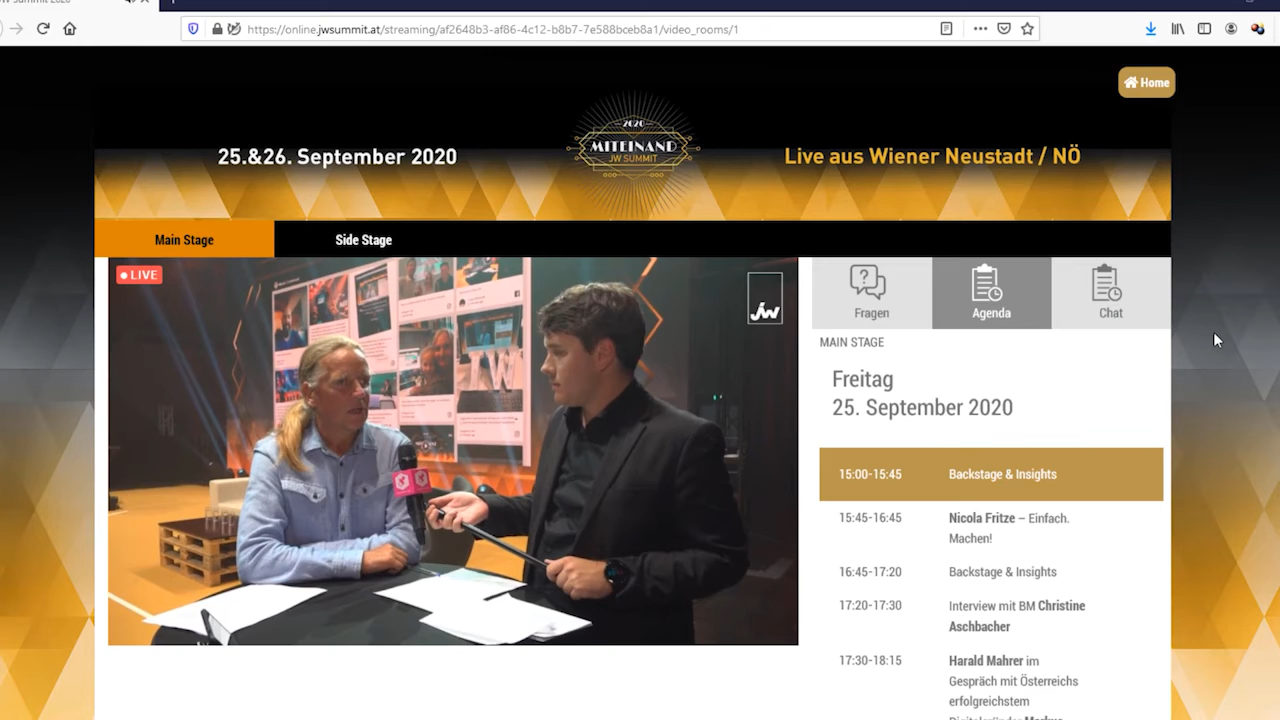 https://online.jwsummit.at/streaming/af2648b3-af86-4c12-b8b7-7e588bceb8a1/video_rooms/1
Home
25.&26. September 2020
2020
MITEINAND
JW SUMMIT
Live aus Wiener Neustadt / NÖ
Main Stage
Side Stage
LIVE
jw
Fragen
Agenda
Chat
MAIN STAGE
Freitag
25. September 2020
15:00-15:45 Backstage & Insights
15:45-16:45 Nicola Fritze – Einfach.
Machen!
16:45-17:20 Backstage & Insights
17:20-17:30 Interview mit BM Christine
Aschbacher
17:30-18:15 Harald Mahrer im
Gespräch mit Österreichs
erfolgreichstem